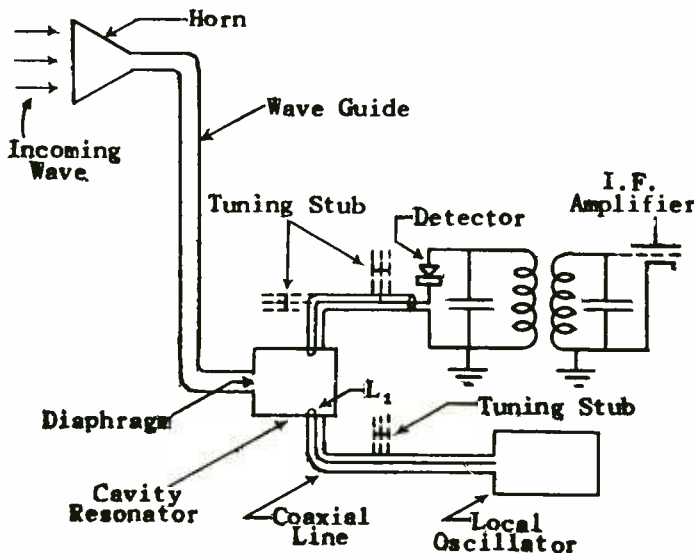 Horn
Wave Guide
Incoming
Wave
Tuning Stub
Detector
I.F.
Amplifier
Diaphragm
L₁
Tuning Stub
Cavity
Resonator
Coaxial
Line
Local
Oscillator